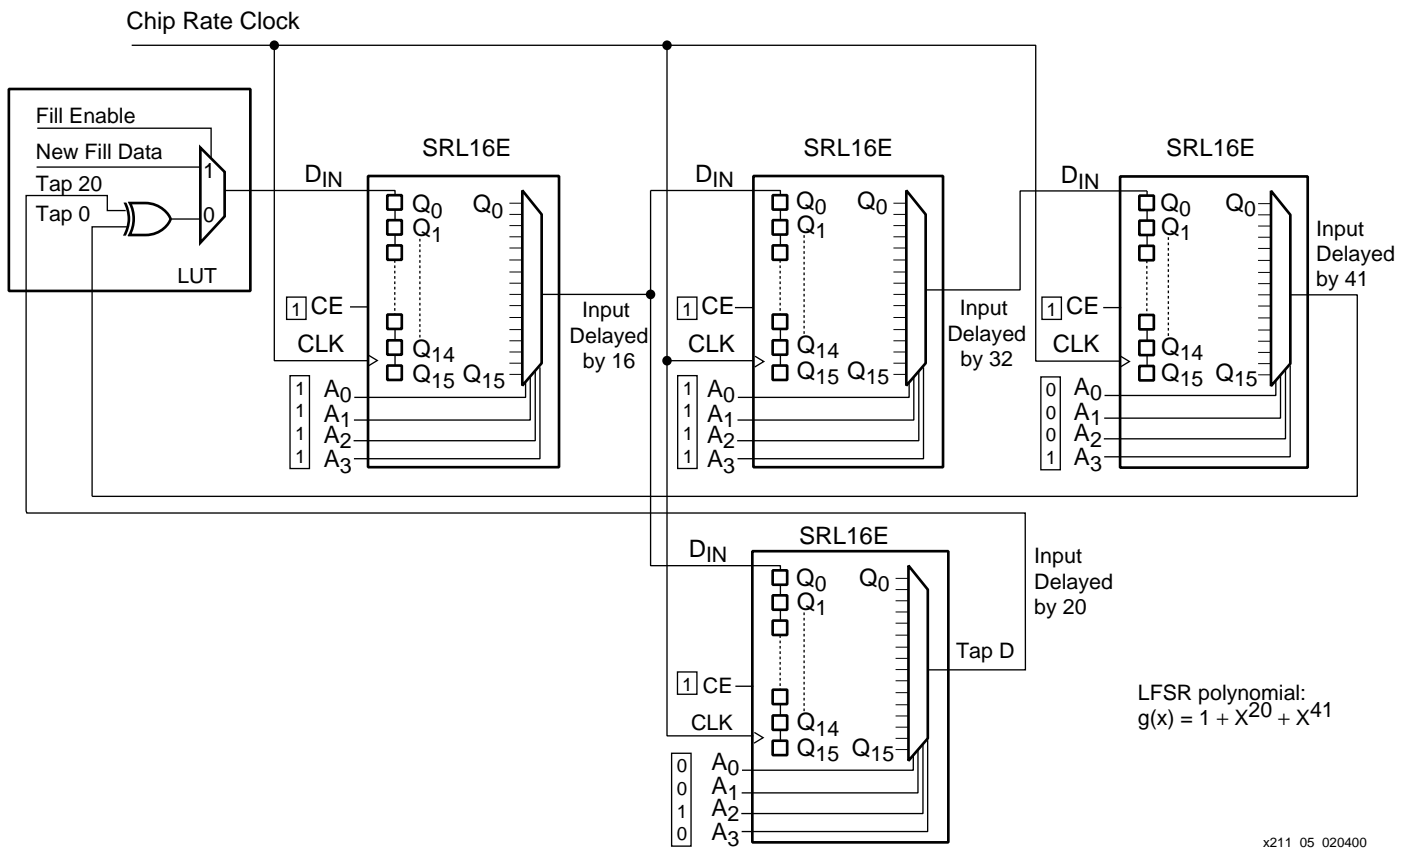 Chip Rate Clock
Fill Enable
New Fill Data
Tap 20
Tap 0
1
0
LUT
SRL16E
DIN
Q0
Q1
Q14
Q15
Q0
Q15
1 CE
CLK
1 A0
1 A1
1 A2
1 A3
Input
Delayed
by 16
SRL16E
DIN
Q0
Q1
Q14
Q15
Q0
Q15
1 CE
CLK
1 A0
1 A1
1 A2
1 A3
Input
Delayed
by 32
SRL16E
DIN
Q0
Q1
Q14
Q15
Q0
Q15
1 CE
CLK
0 A0
0 A1
0 A2
1 A3
Input
Delayed
by 41
SRL16E
DIN
Q0
Q1
Q14
Q15
Q0
Q15
1 CE
CLK
0 A0
0 A1
1 A2
0 A3
Tap D
Input
Delayed
by 20
LFSR polynomial:
g(x) = 1 + X20 + X41
x211_05_020400